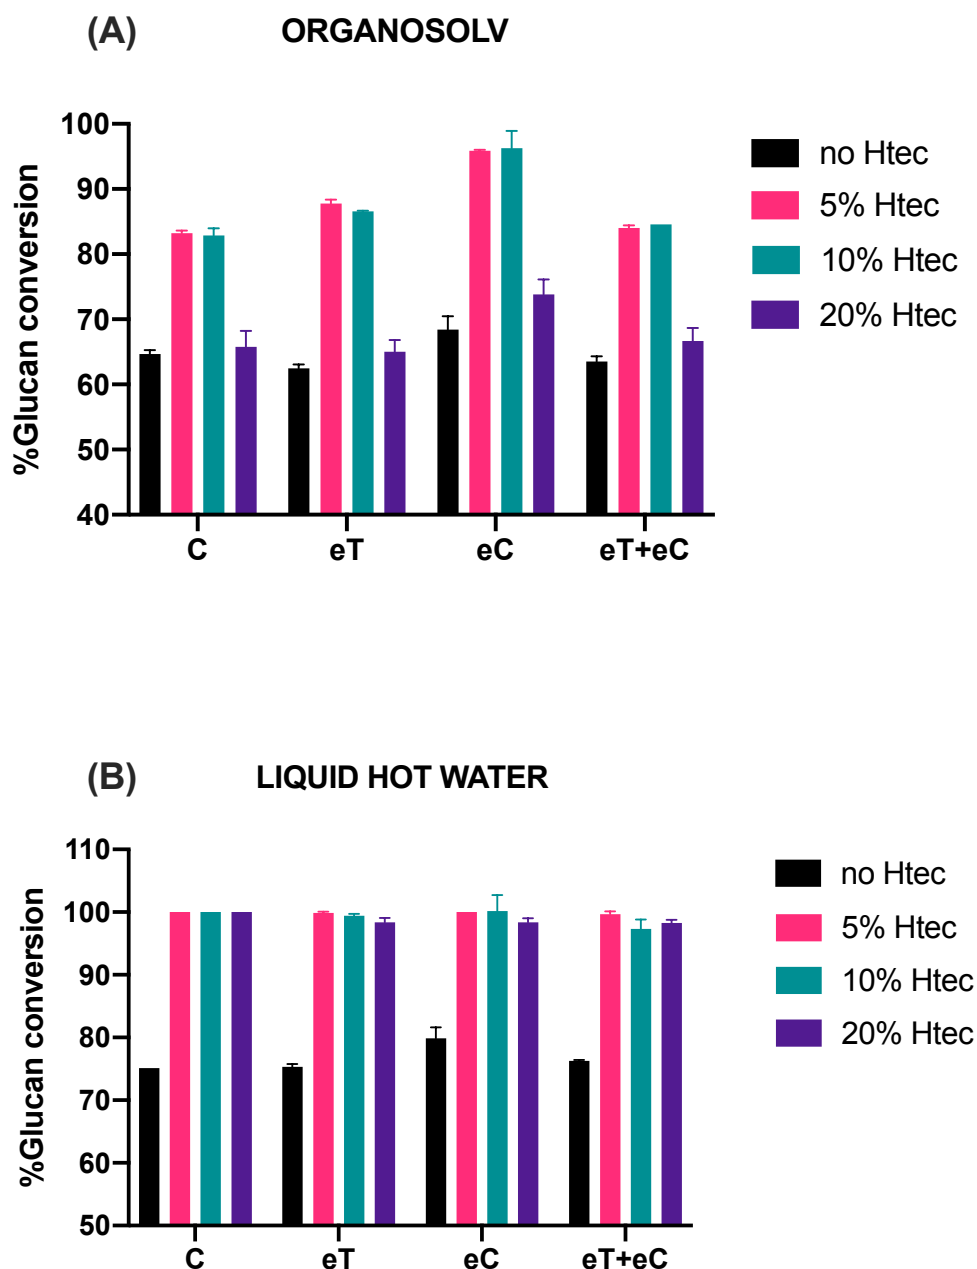 (A) ORGANOSOLV
%Glucan conversion
100
90
80
70
60
50
40
C eT eC eT+eC
no Htec
5% Htec
10% Htec
20% Htec
(B) LIQUID HOT WATER
%Glucan conversion
110
100
90
80
70
60
50
C eT eC eT+eC
no Htec
5% Htec
10% Htec
20% Htec